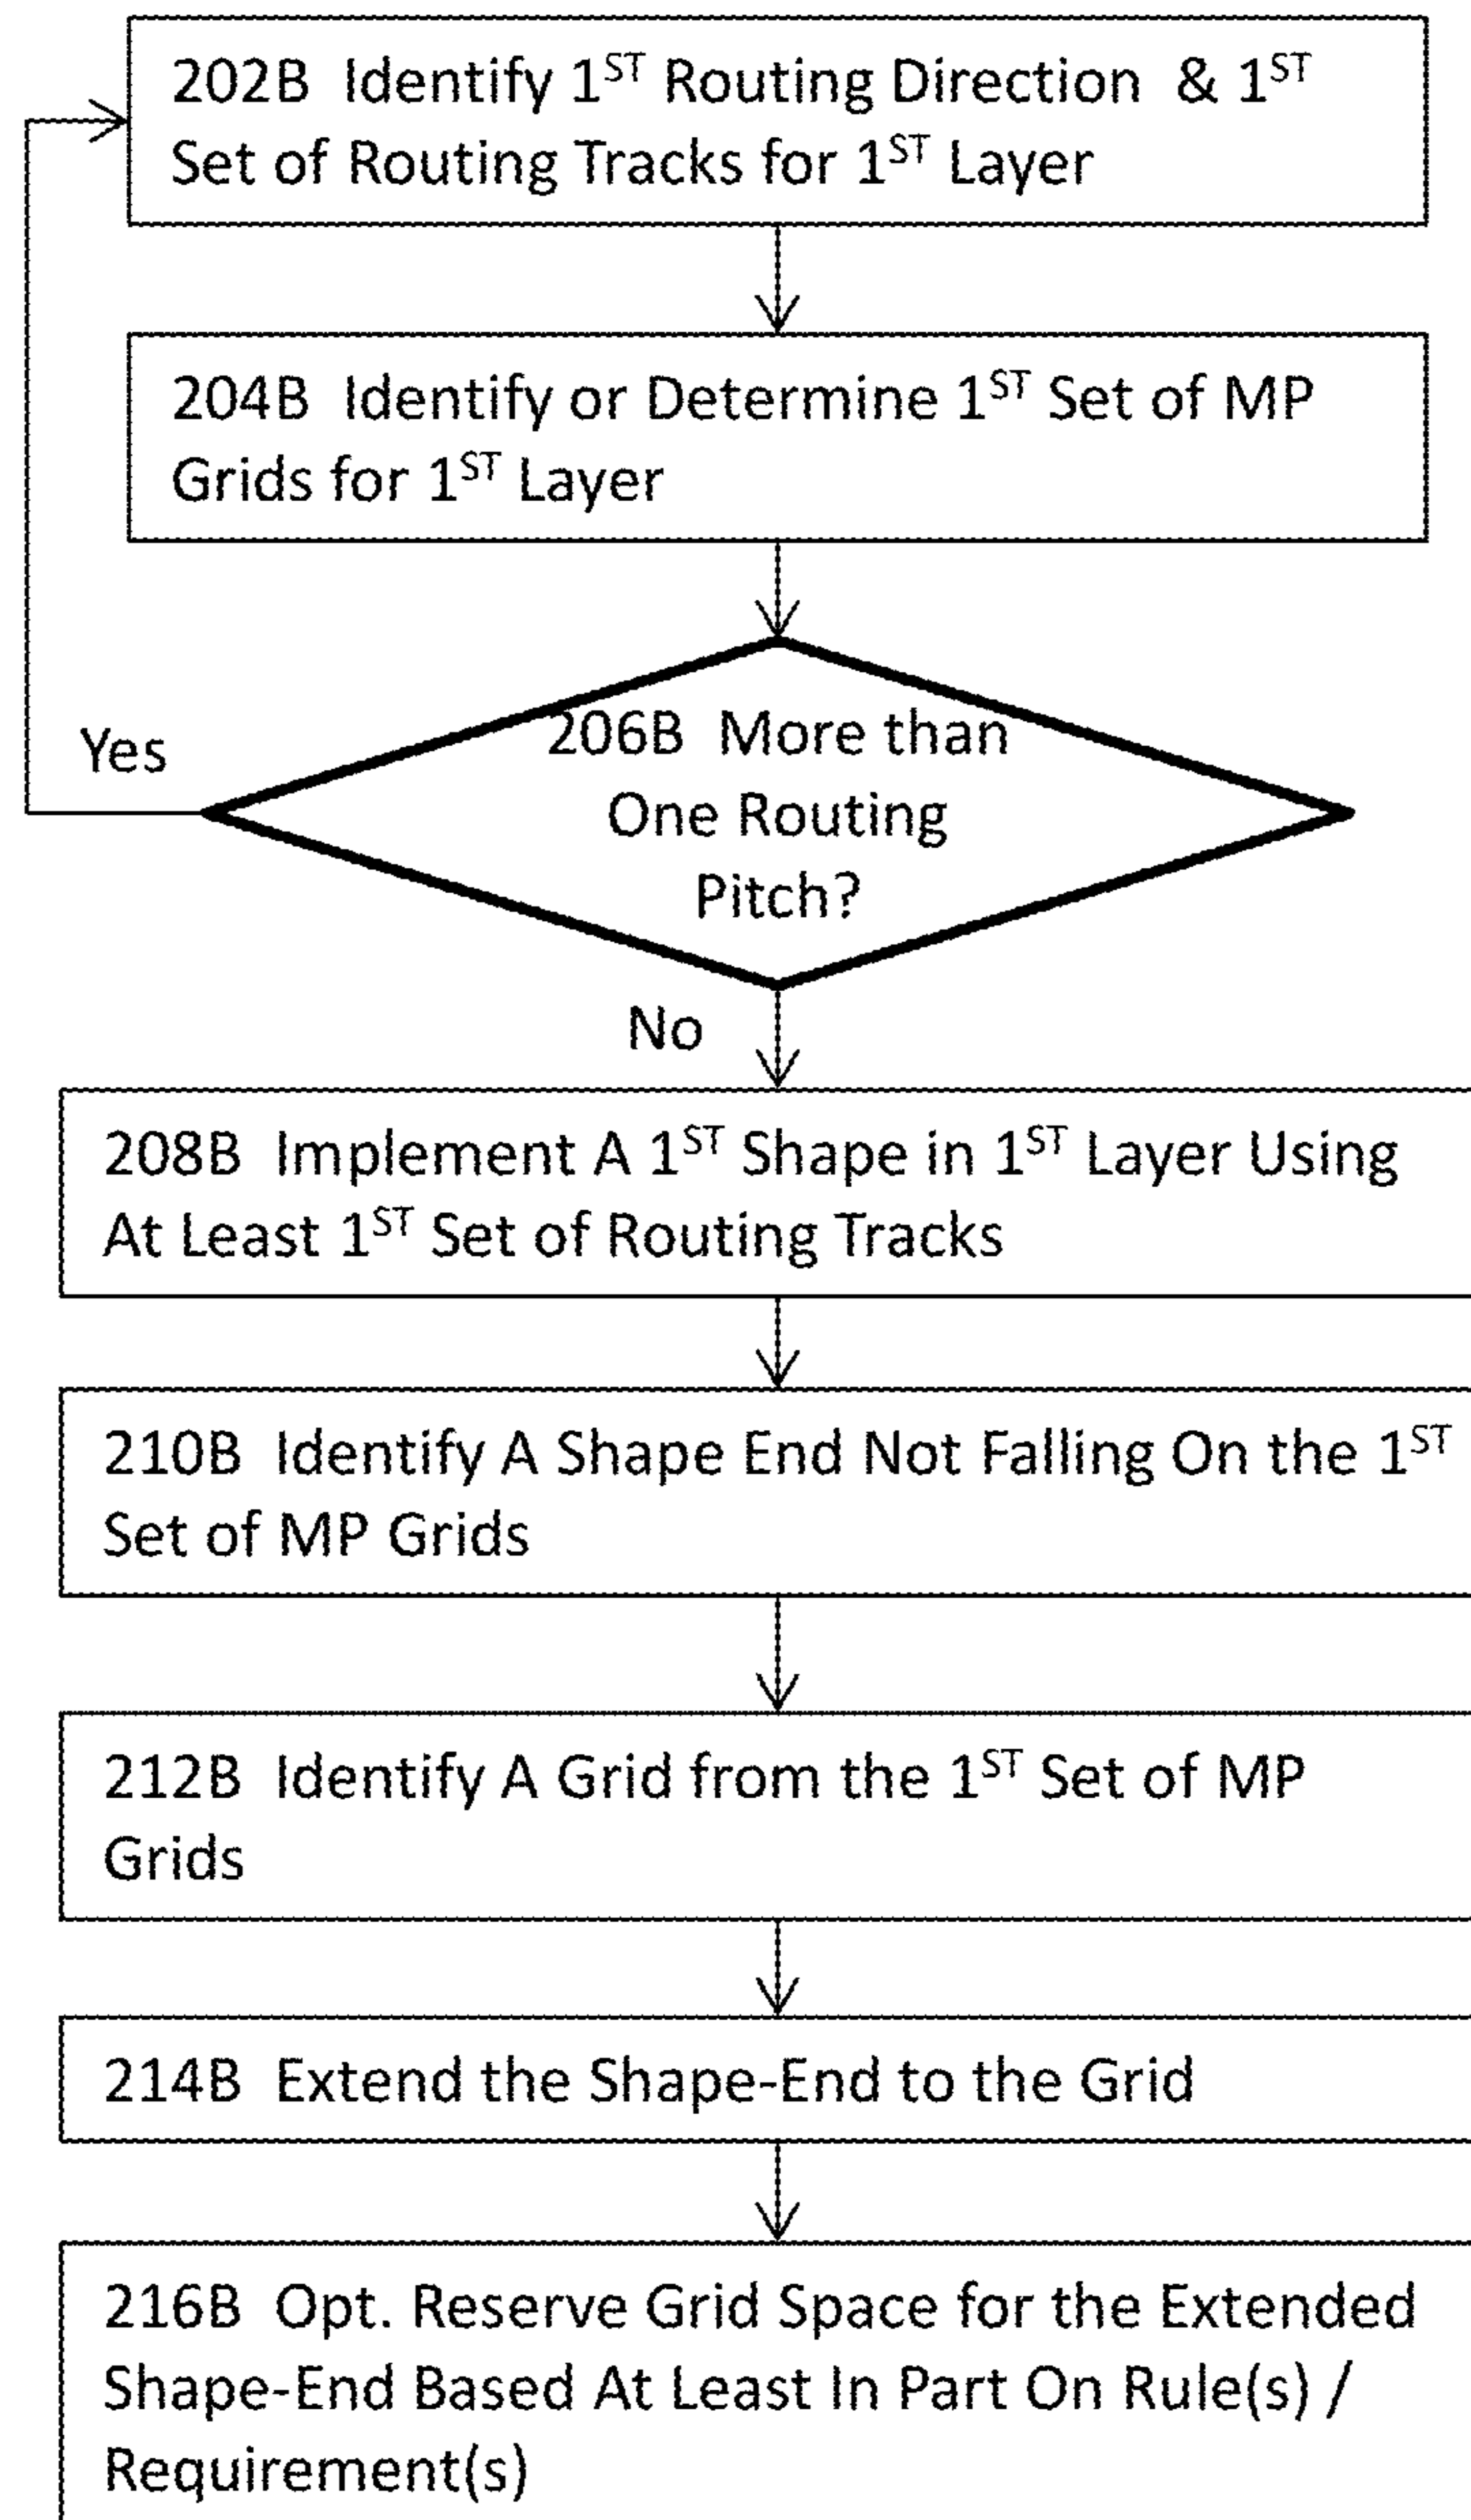 202B Identify 1ST Routing Direction & 1ST
Set of Routing Tracks for 1ST Layer
204B Identify or Determine 1ST Set of MP
Grids for 1ST Layer
206B More than
One Routing
Pitch?
Yes
No
208B Implement A 1ST Shape in 1ST Layer Using
At Least 1ST Set of Routing Tracks
210B Identify A Shape End Not Falling On the 1ST
Set of MP Grids
212B Identify A Grid from the 1ST Set of MP
Grids
214B Extend the Shape-End to the Grid
216B Opt. Reserve Grid Space for the Extended
Shape-End Based At Least In Part On Rule(s) /
Requirement(s)